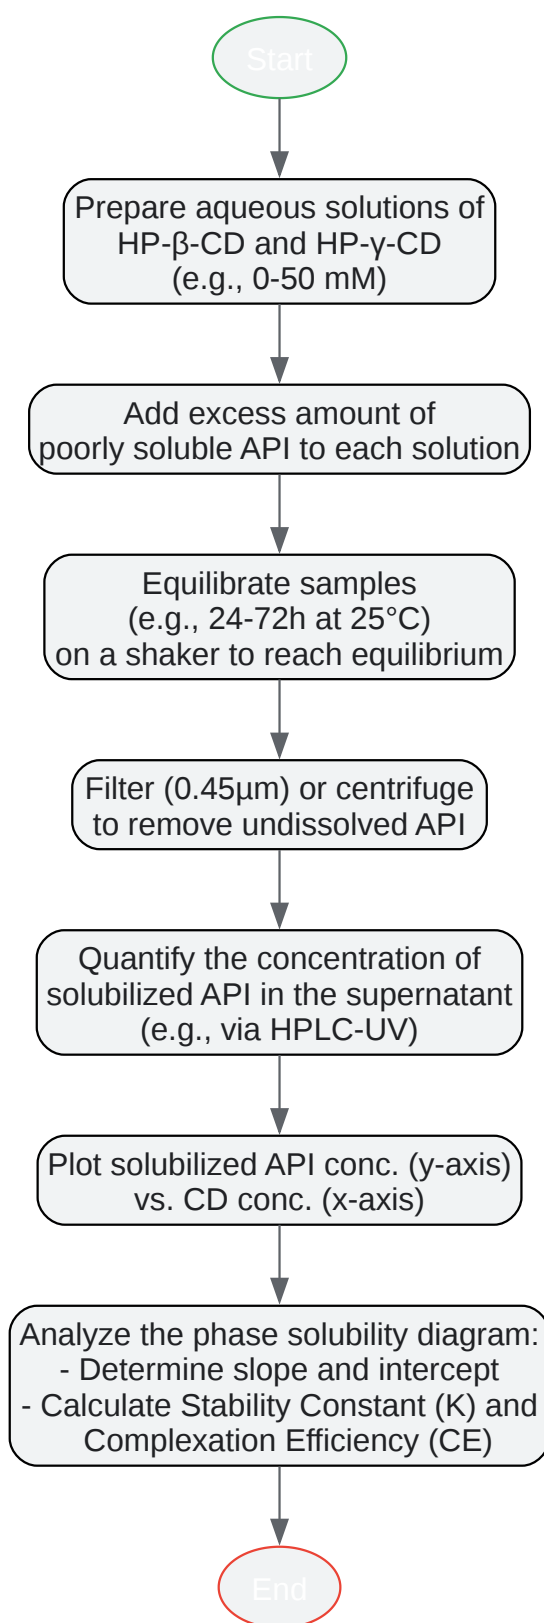 Start
Prepare aqueous solutions of
HP-β-CD and HP-γ-CD
(e.g., 0-50 mM)
Add excess amount of
poorly soluble API to each solution
Equilibrate samples
(e.g., 24-72h at 25°C)
on a shaker to reach equilibrium
Filter (0.45µm) or centrifuge
to remove undissolved API
Quantify the concentration of
solubilized API in the supernatant
(e.g., via HPLC-UV)
Plot solubilized API conc. (y-axis)
vs. CD conc. (x-axis)
Analyze the phase solubility diagram:
- Determine slope and intercept
- Calculate Stability Constant (K) and
Complexation Efficiency (CE)
End